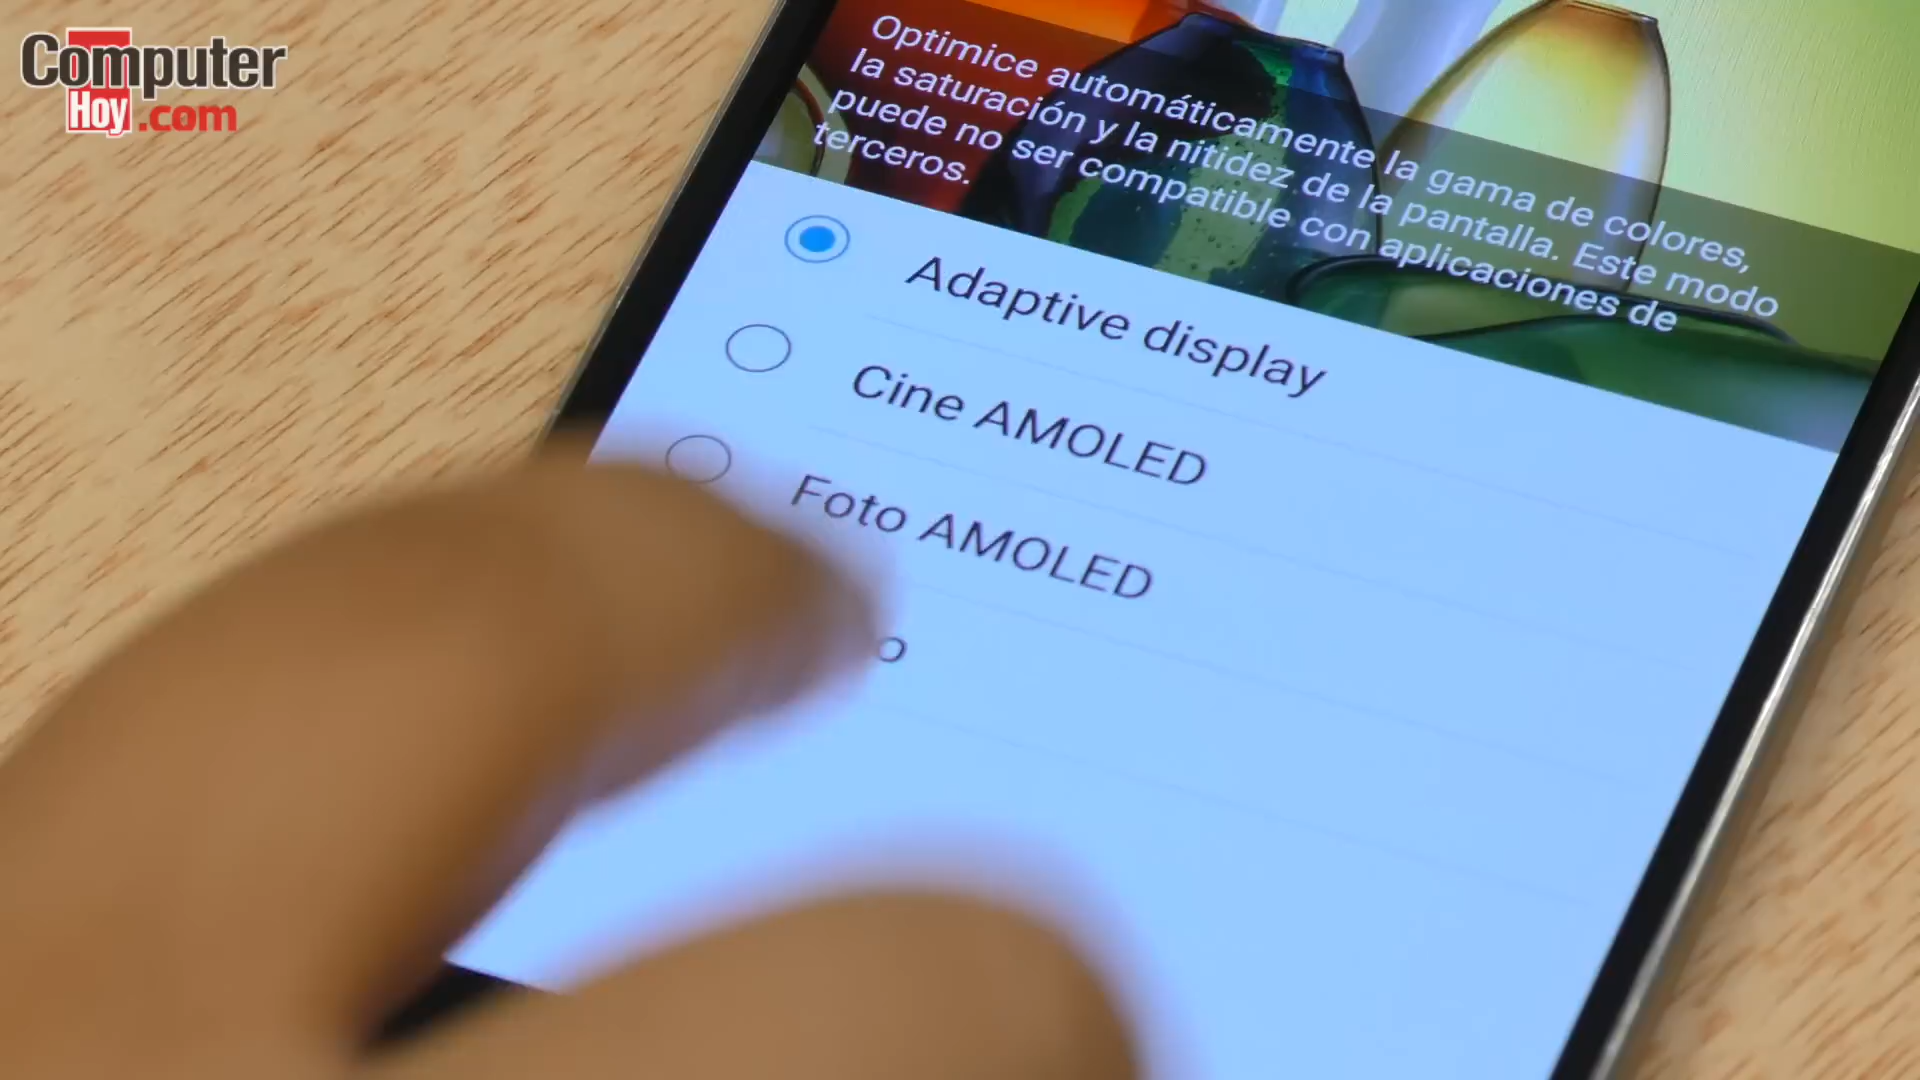 Computer
Hoy.com
Optimice automáticamente la gama de colores,
la saturación y la nitidez de la pantalla. Este modo
puede no ser compatible con aplicaciones de
terceros.
Adaptive display
Cine AMOLED
Foto AMOLED